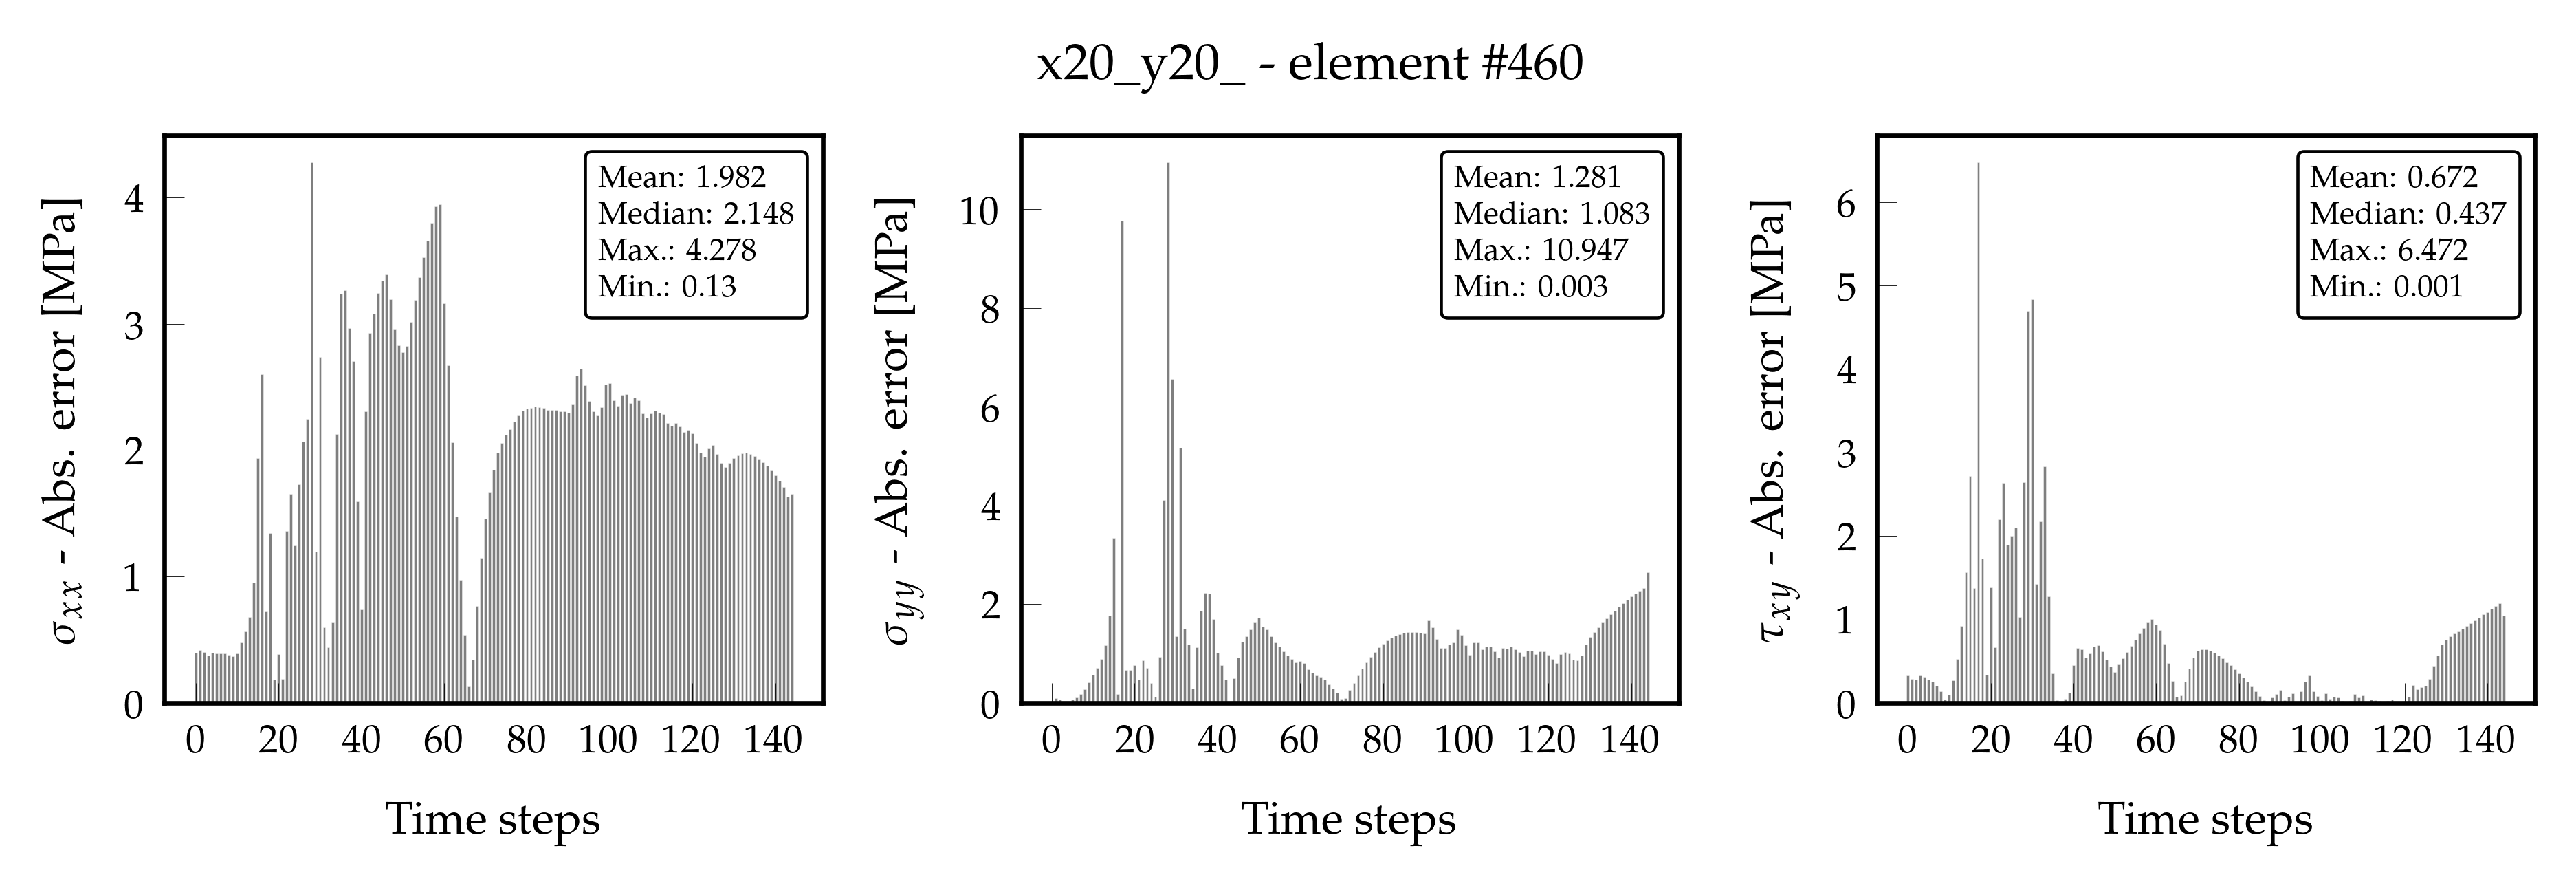 x20_y20_ - element #460
σxx - Abs. error [MPa]
4
3
2
1
0
Mean: 1.982
Median: 2.148
Max.: 4.278
Min.: 0.13
0 20 40 60 80 100 120 140
Time steps
σyy - Abs. error [MPa]
10
8
6
4
2
0
Mean: 1.281
Median: 1.083
Max.: 10.947
Min.: 0.003
0 20 40 60 80 100 120 140
Time steps
τxy - Abs. error [MPa]
6
5
4
3
2
1
0
Mean: 0.672
Median: 0.437
Max.: 6.472
Min.: 0.001
0 20 40 60 80 100 120 140
Time steps